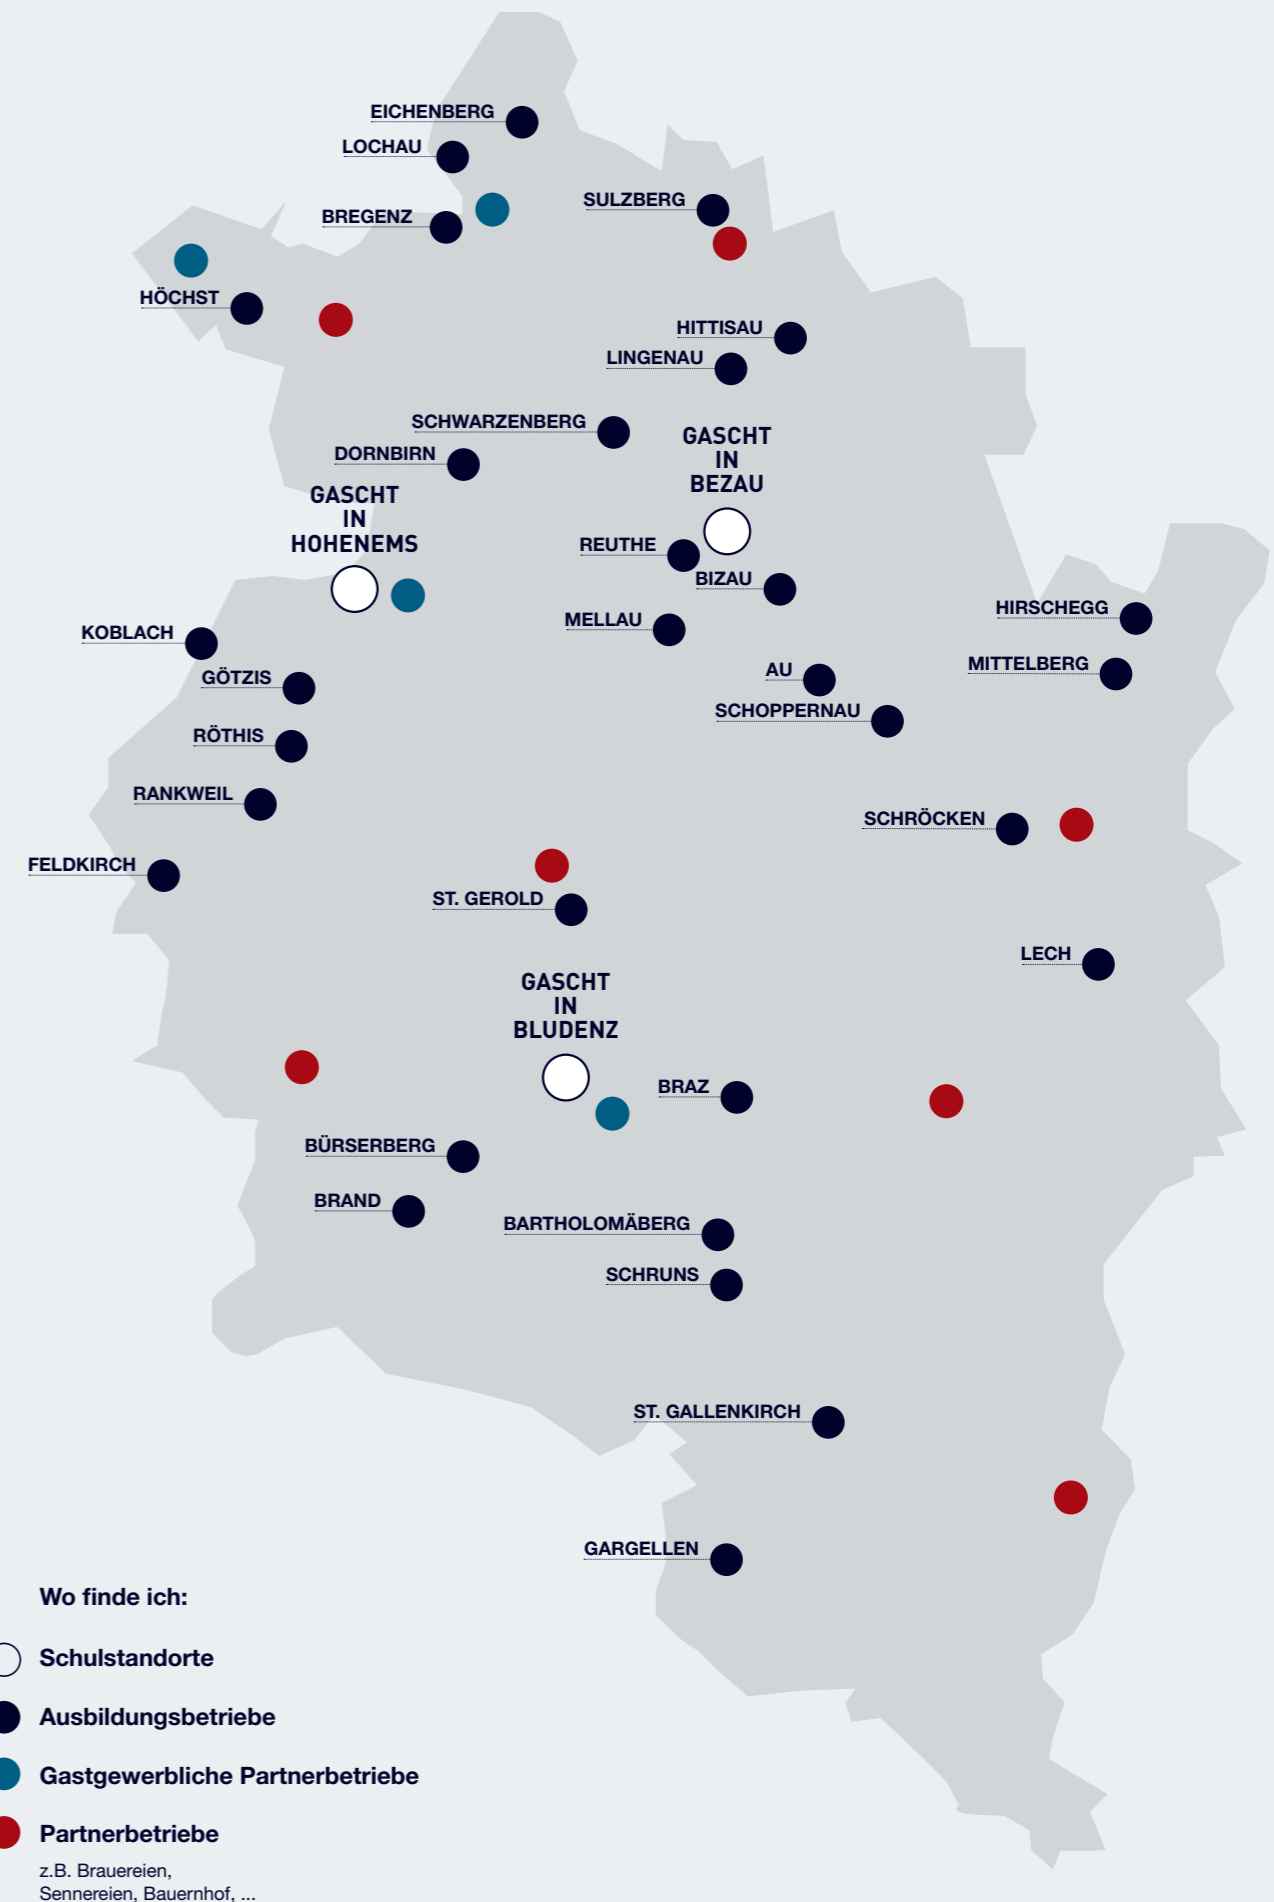 EICHENBERG
LOCHAU
SULZBERG
BREGENZ
HÖCHST
HITTISAU
LINGENAU
SCHWARZENBERG
GASCHT
IN
BEZAU
DORNBIRN
GASCHT
IN
HOHENEMS
REUTHE
BIZAU
HIRSCHEGG
MELLAU
KOBLACH
MITTELBERG
AU
GÖTZIS
SCHOPPERNAU
RÖTHIS
RANKWEIL
SCHRÖCKEN
FELDKIRCH
ST. GEROLD
LECH
GASCHT
IN
BLUDENZ
BRAZ
BÜRSERBERG
BRAND
BARTHOLOMÄBERG
SCHRUNS
ST. GALLENKIRCH
GARGELLEN
Wo finde ich:
Schulstandorte
Ausbildungsbetriebe
Gastgewerbliche Partnerbetriebe
Partnerbetriebe
z.B. Brauereien,
Sennereien, Bauernhof, ...